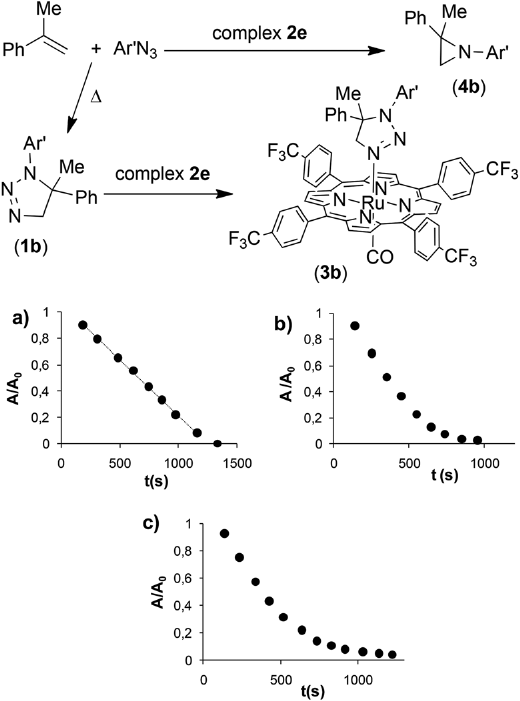 Me
Ph
+ Ar'N3
complex 2e
Ph
Me
N-Ar'
(4b)
Δ
Ar'
N
N
N
Me
Ph
(1b)
complex 2e
Me
Ar'
Ph
N
N
N
F3C
CF3
Ru
N
N
N
N
F3C
CF3
CO
(3b)
a)
A/A0
1
0,8
0,6
0,4
0,2
0
0 500 1000 1500
t(s)
b)
A/A0
1
0,8
0,6
0,4
0,2
0
0 500 1000
t (s)
c)
A/A0
1
0,8
0,6
0,4
0,2
0
0 500 1000
t(s)